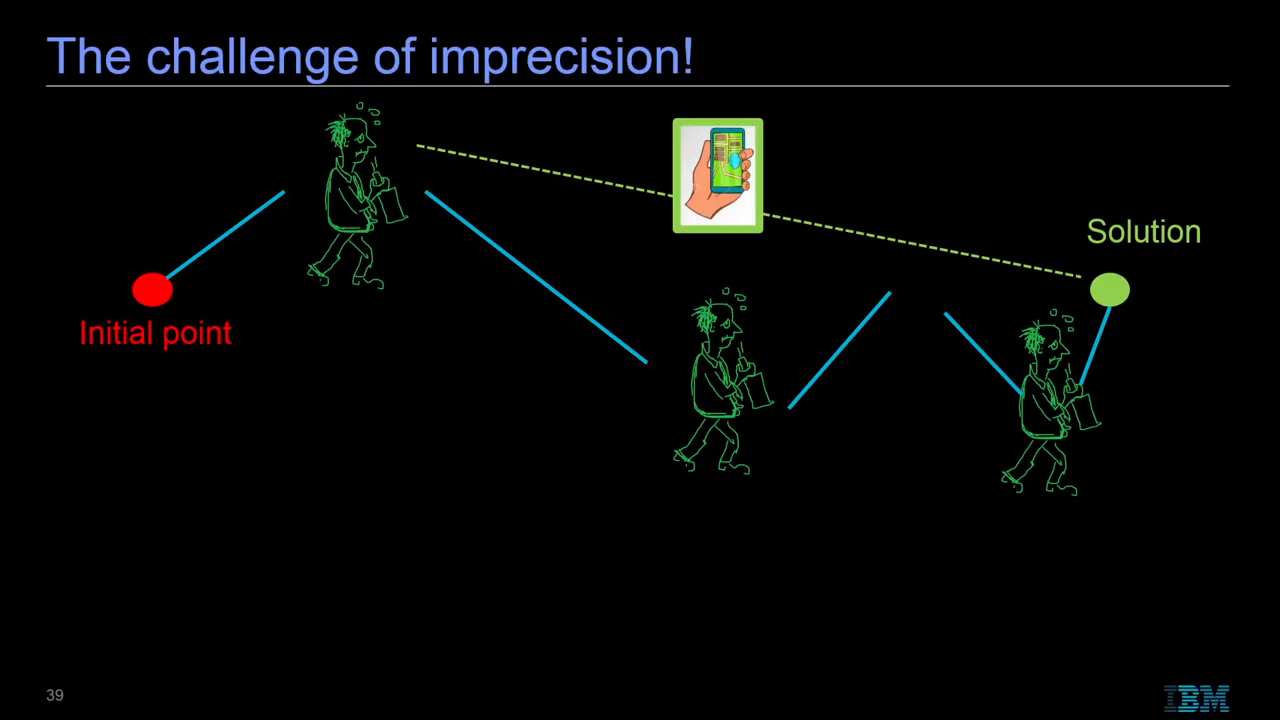 The challenge of imprecision!
Solution
Initial point
39
IBM